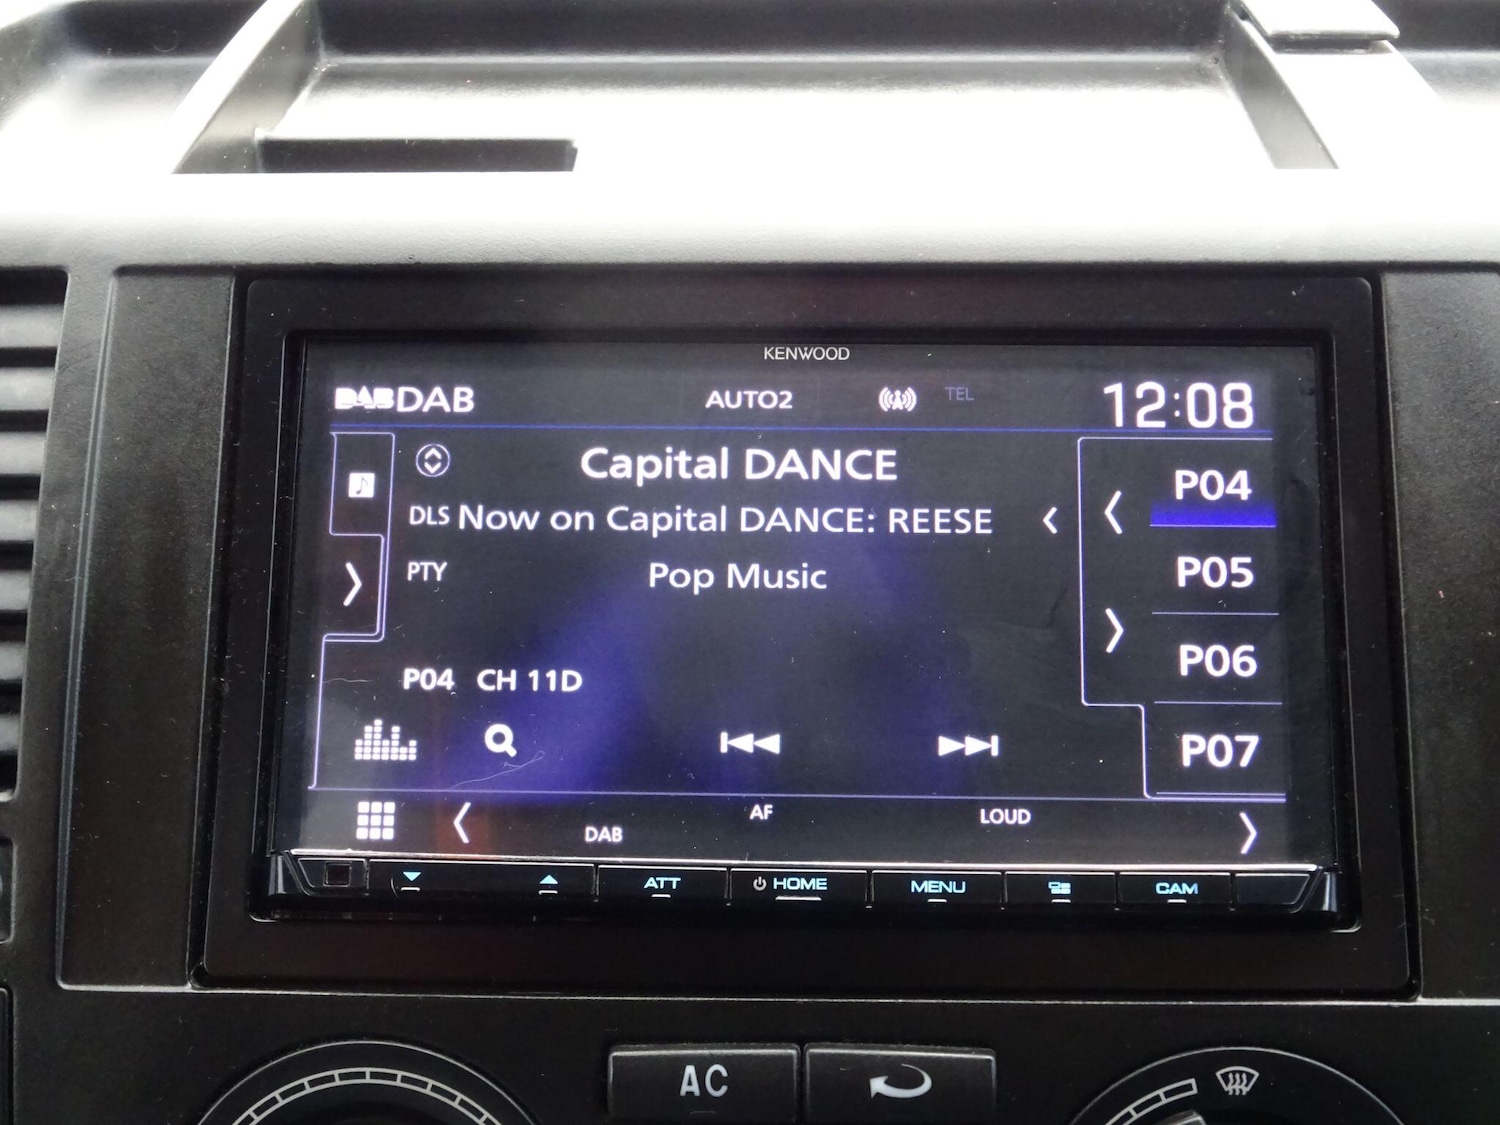 KENWOOD
DAB DAB AUTO2 TEL 12:08
Capital DANCE
DLS Now on Capital DANCE: REESE
PTY Pop Music
P04 CH 11D
P04
P05
P06
P07
DAB AF LOUD
ATT HOME MENU CAM
AC